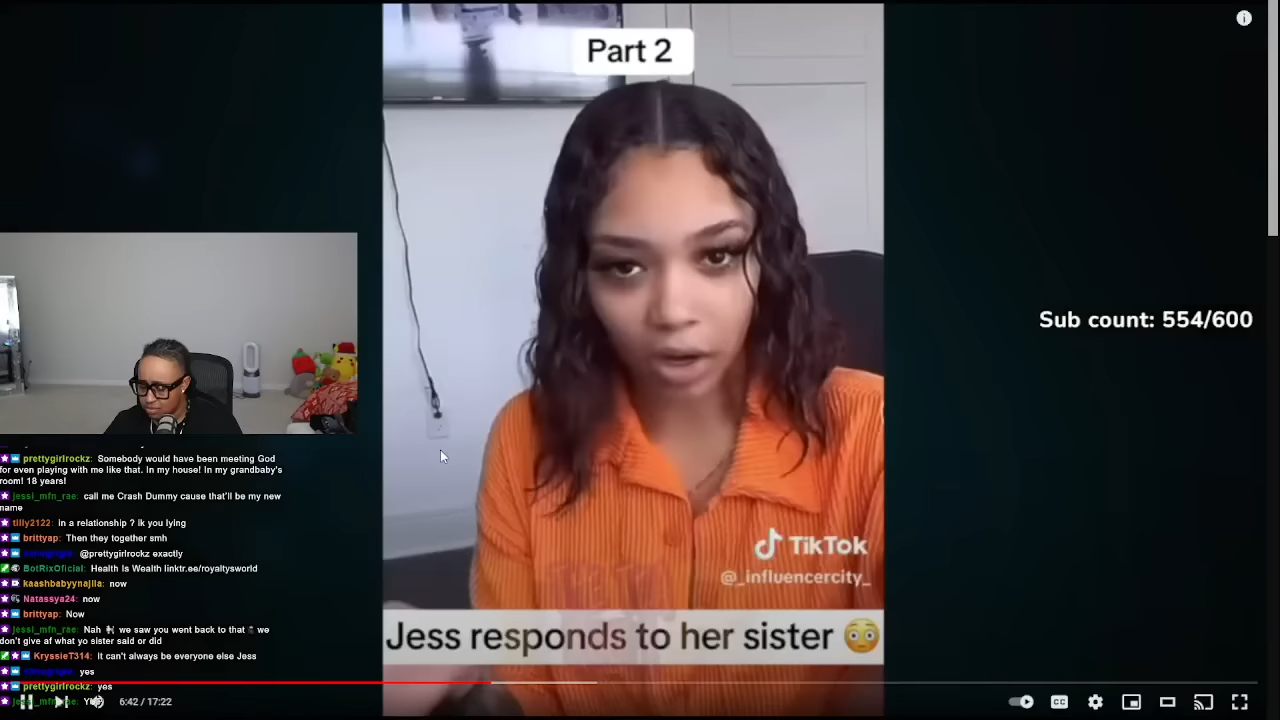 Part 2
Sub count: 554/600
prettygirlrockz: Somebody would have been meeting God
for even playing with me like that. In my house! In my grandbaby's
room! 18 years!
jessi_mfn_rae: call me Crash Dummy cause that'll be my new
name
tilly2122: in a relationship ? ik you lying
brittyap: Then they together smh
@prettygirlrockz exactly
BotRixOficial: Health Is Wealth linktr.ee/royaltysworld
kaashbabyynajlla: now
Natassya24: now
brittyap: Now
jessi_mfn_rae: Nah we saw you went back to that we
don't give af what yo sister said or did
KryssieT314: It can't always be everyone else Jess
yes
prettygirlrockz: yes
TikTok
@_influencercity_
Jess responds to her sister
6:42 / 17:22
CC